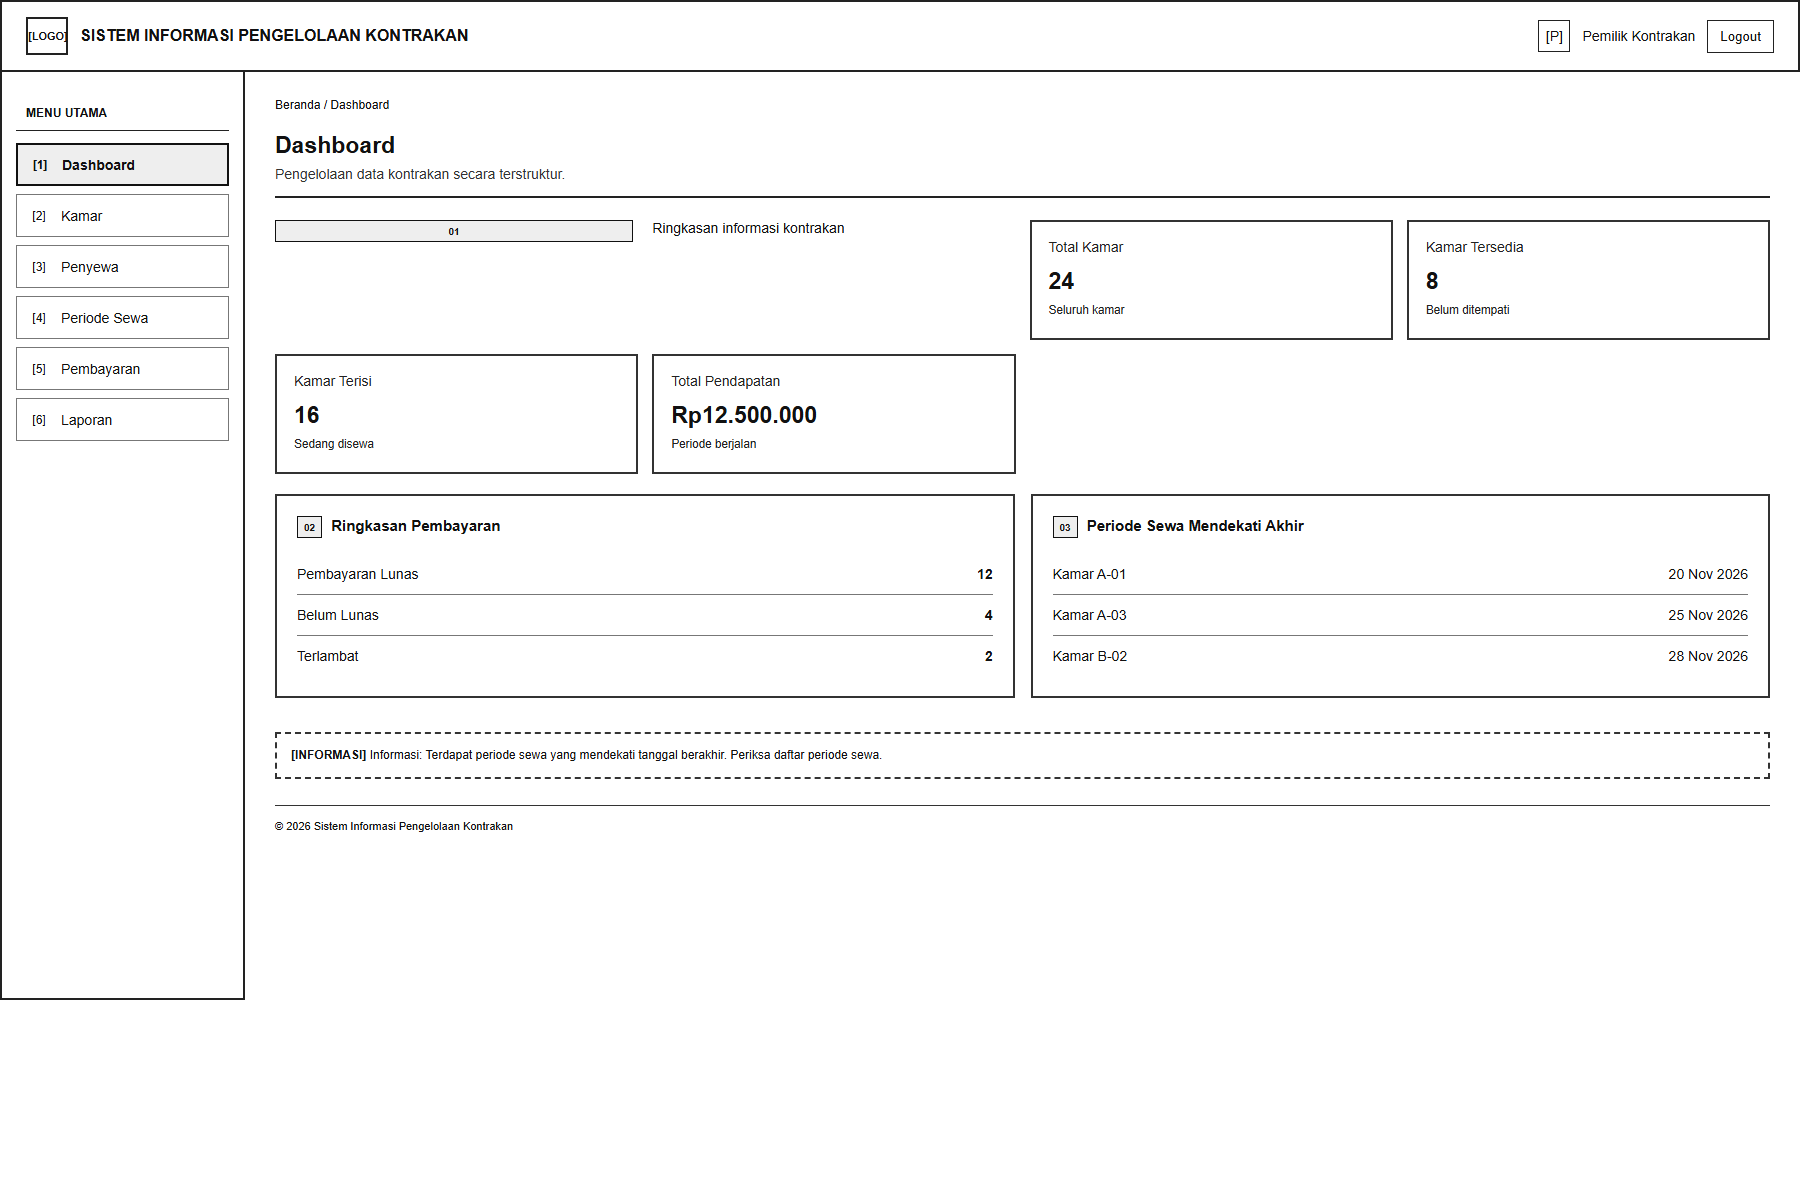 [LOGO] SISTEM INFORMASI PENGELOLAAN KONTRAKAN
[P] Pemilik Kontrakan Logout
MENU UTAMA
[1] Dashboard
[2] Kamar
[3] Penyewa
[4] Periode Sewa
[5] Pembayaran
[6] Laporan
Beranda / Dashboard
Dashboard
Pengelolaan data kontrakan secara terstruktur.
01
Ringkasan informasi kontrakan
Total Kamar
24
Seluruh kamar
Kamar Tersedia
8
Belum ditempati
Kamar Terisi
16
Sedang disewa
Total Pendapatan
Rp12.500.000
Periode berjalan
02 Ringkasan Pembayaran
Pembayaran Lunas 12
Belum Lunas 4
Terlambat 2
03 Periode Sewa Mendekati Akhir
Kamar A-01 20 Nov 2026
Kamar A-03 25 Nov 2026
Kamar B-02 28 Nov 2026
[INFORMASI] Informasi: Terdapat periode sewa yang mendekati tanggal berakhir. Periksa daftar periode sewa.
© 2026 Sistem Informasi Pengelolaan Kontrakan